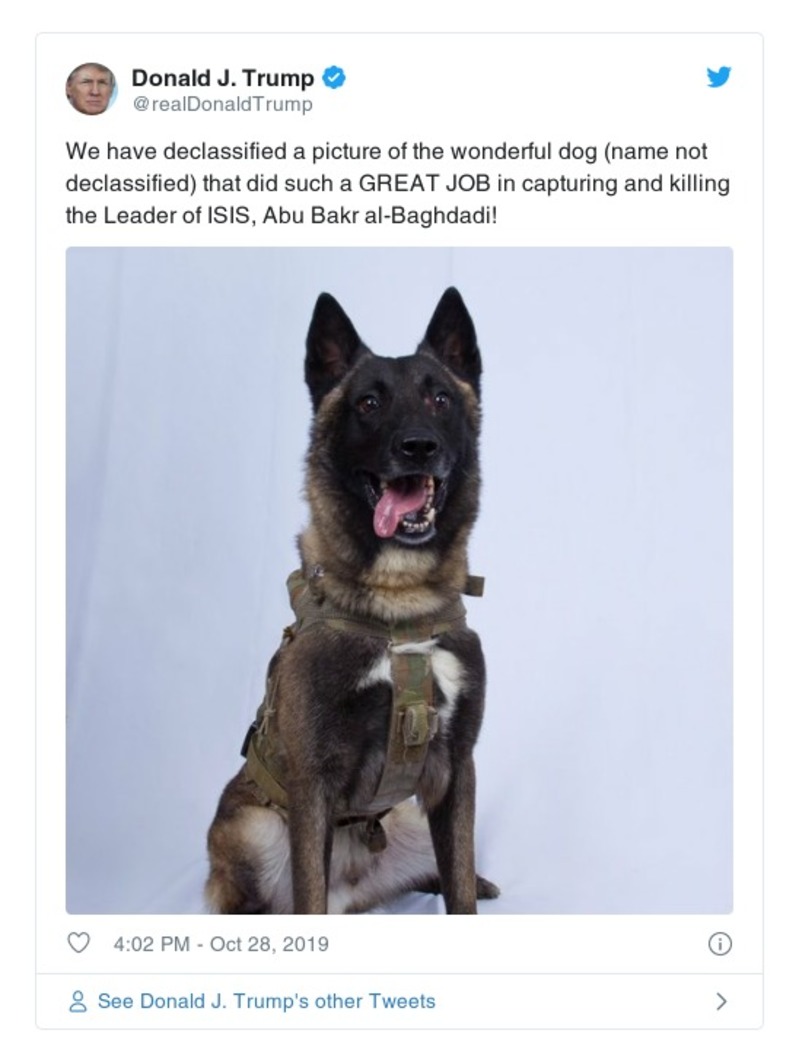 Donald J. Trump
@realDonaldTrump
We have declassified a picture of the wonderful dog (name not
declassified) that did such a GREAT JOB in capturing and killing
the Leader of ISIS, Abu Bakr al-Baghdadi!
4:02 PM - Oct 28, 2019
See Donald J. Trump's other Tweets